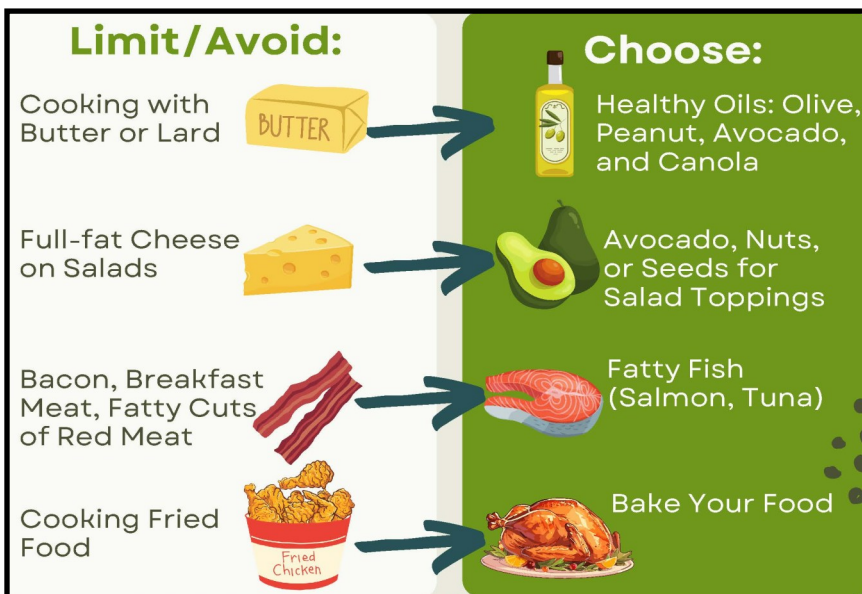 Limit/Avoid:
Choose:
Cooking with
Butter or Lard
BUTTER
Healthy Oils: Olive,
Peanut, Avocado,
and Canola
Full-fat Cheese
on Salads
Avocado, Nuts,
or Seeds for
Salad Toppings
Bacon, Breakfast
Meat, Fatty Cuts
of Red Meat
Fatty Fish
(Salmon, Tuna)
Cooking Fried
Food
Fried
Chicken
Bake Your Food